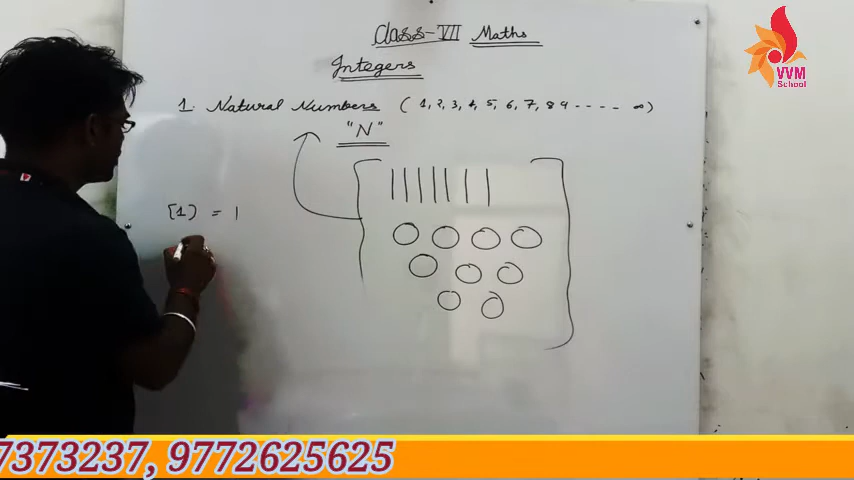 Class-VII Maths
Integers
1. Natural Numbers ( 1, 2, 3, 4, 5, 6, 7, 8 9 ---- ∞)
"N"
[1) = |
VVM
School
7373237, 9772625625